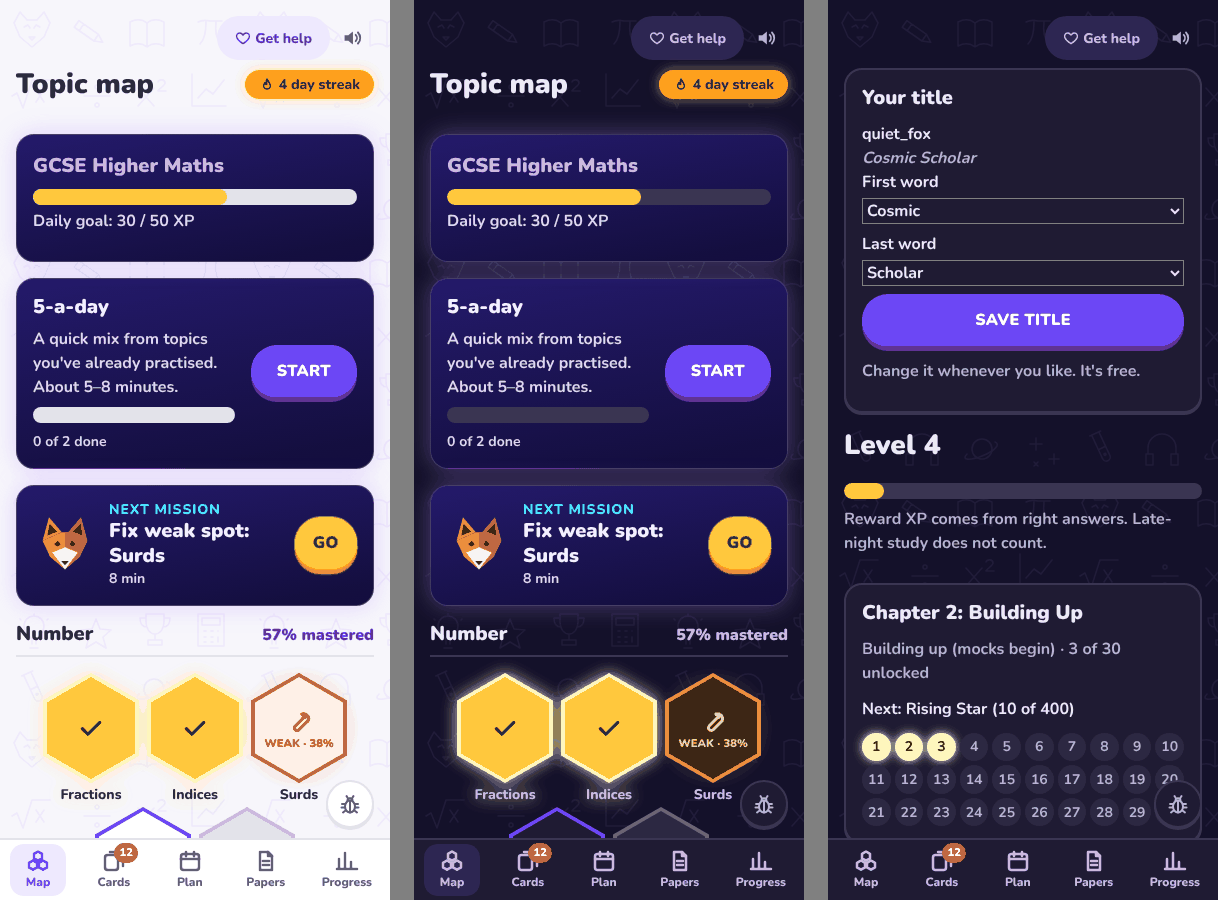 Get help
Topic map
4 day streak
GCSE Higher Maths
Daily goal: 30 / 50 XP
5-a-day
A quick mix from topics
you've already practised.
About 5–8 minutes.
START
0 of 2 done
NEXT MISSION
Fix weak spot:
Surds
8 min
GO
Number
57% mastered
WEAK · 38%
Fractions
Indices
Surds
12
Map
Cards
Plan
Papers
Progress
Get help
Topic map
4 day streak
GCSE Higher Maths
Daily goal: 30 / 50 XP
5-a-day
A quick mix from topics
you've already practised.
About 5–8 minutes.
START
0 of 2 done
NEXT MISSION
Fix weak spot:
Surds
8 min
GO
Number
57% mastered
WEAK · 38%
Fractions
Indices
Surds
12
Map
Cards
Plan
Papers
Progress
Get help
Your title
quiet_fox
Cosmic Scholar
First word
Cosmic
Last word
Scholar
SAVE TITLE
Change it whenever you like. It's free.
Level 4
Reward XP comes from right answers. Late-
night study does not count.
Chapter 2: Building Up
Building up (mocks begin) · 3 of 30
unlocked
Next: Rising Star (10 of 400)
1 2 3 4 5 6 7 8 9 10
11 12 13 14 15 16 17 18 19 20
21 22 23 24 25 26 27 28 29
12
Map
Cards
Plan
Papers
Progress